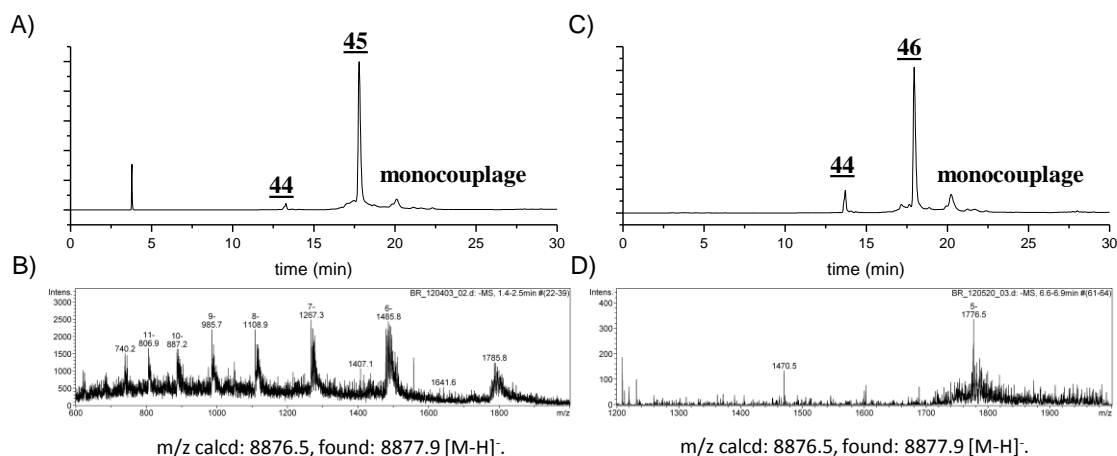 A)
45
44
monocouplage
0 5 10 15 20 25 30
time (min)
B)
Intens.
BR_120403_02.d: -MS, 1.4-2.5min #(22-39)
3000
2500
2000
1500
1000
500
0
740.2
11-
806.9
10-
887.2
9-
985.7
8-
1108.9
7-
1267.3
1407.1
6-
1485.8
1641.6
1785.8
600 800 1000 1200 1400 1600 1800 m/z
m/z calcd: 8876.5, found: 8877.9 [M-H]⁻.
C)
46
44
monocouplage
0 5 10 15 20 25 30
time (min)
D)
Intens.
BR_120520_03.d: -MS, 6.6-6.9min #(61-64)
400
300
200
100
0
1470.5
5-
1776.5
1200 1300 1400 1500 1600 1700 1800 1900 m/z
m/z calcd: 8876.5, found: 8877.9 [M-H]⁻.